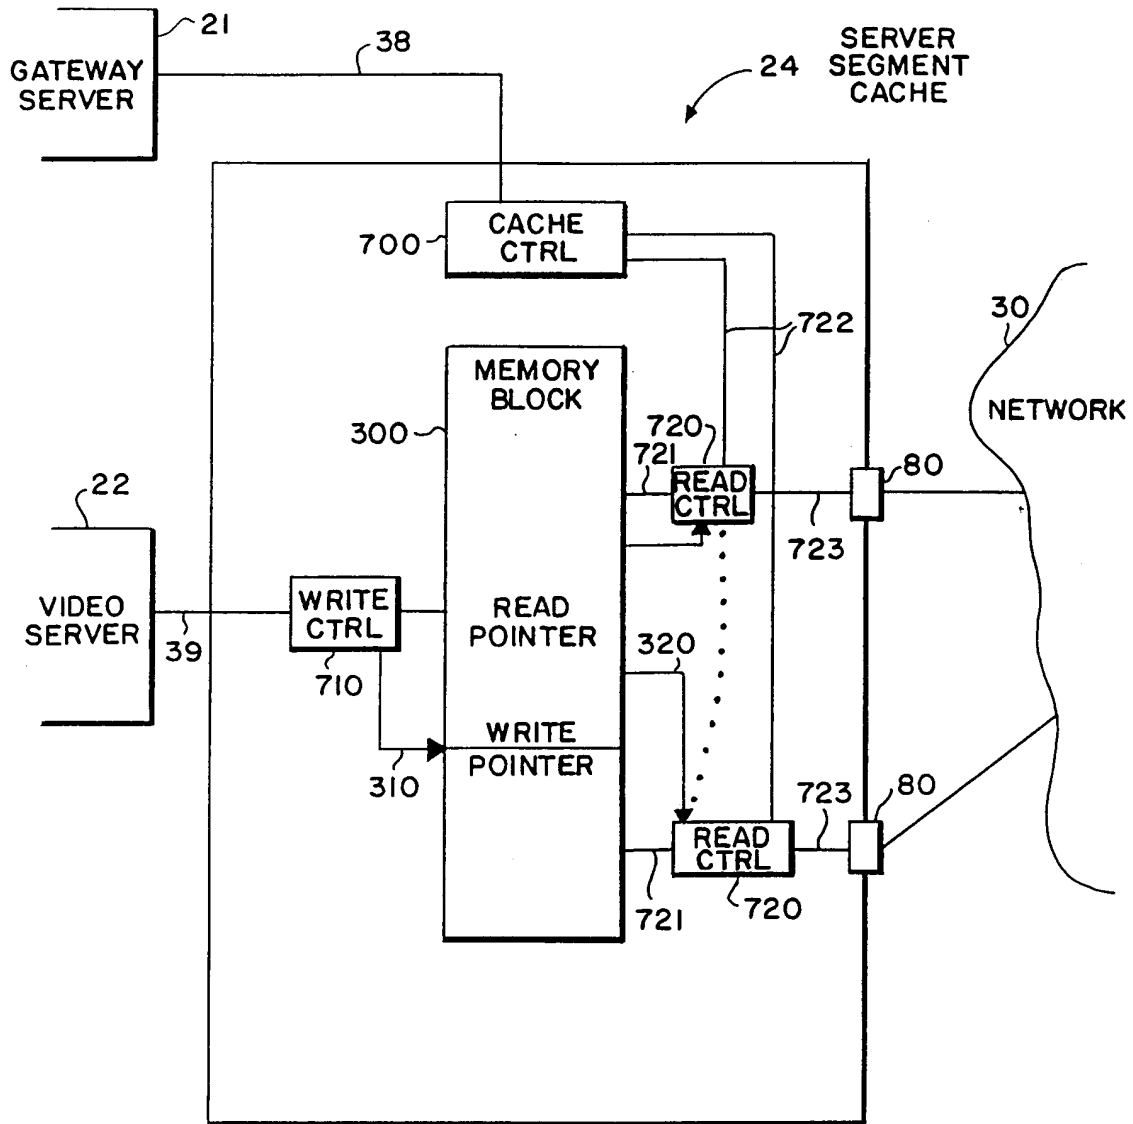 21
GATEWAY
SERVER
38
24
SERVER
SEGMENT
CACHE
700
CACHE
CTRL
722
30
NETWORK
MEMORY
BLOCK
300
720
721
READ
CTRL
723
80
22
VIDEO
SERVER
39
WRITE
CTRL
710
READ
POINTER
320
WRITE
POINTER
310
READ
CTRL
723
80
721
720